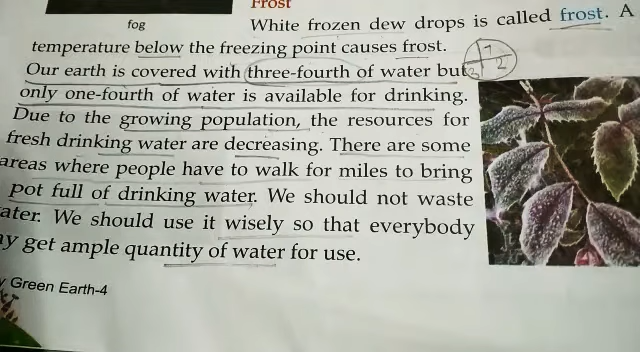 Frost
fog
White frozen dew drops is called frost. A
temperature below the freezing point causes frost.
Our earth is covered with three-fourth of water but
only one-fourth of water is available for drinking.
Due to the growing population, the resources for
fresh drinking water are decreasing. There are some
areas where people have to walk for miles to bring
pot full of drinking water. We should not waste
ater. We should use it wisely so that everybody
ay get ample quantity of water for use.
y Green Earth-4